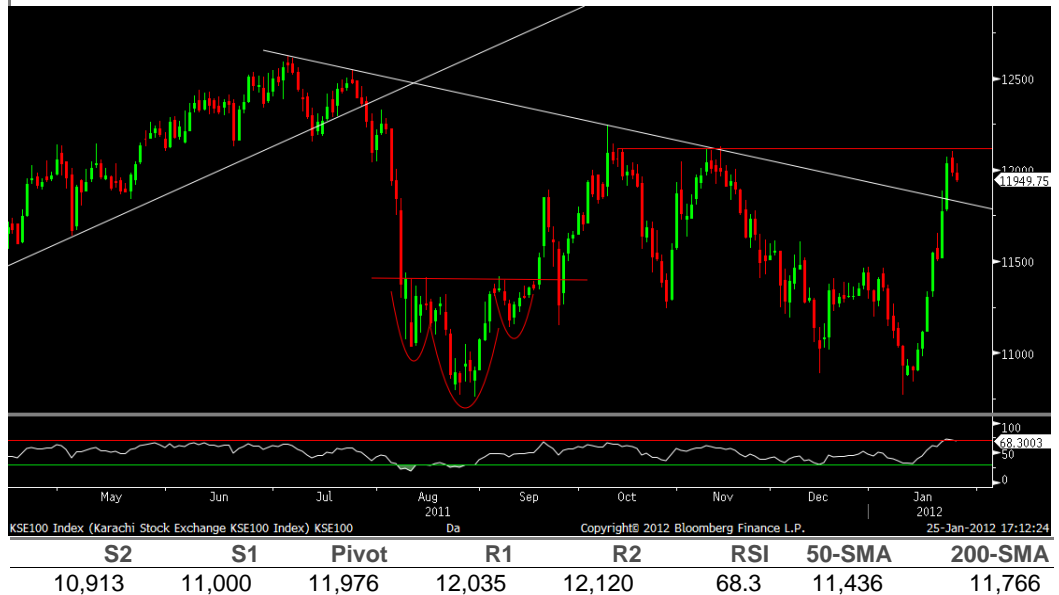 12500
12000
11949.75
11500
11000
100
68.3003
50
0
May Jun Jul Aug Sep Oct Nov Dec Jan
2011 2012
KSE100 Index (Karachi Stock Exchange KSE100 Index) KSE100 Da Copyright© 2012 Bloomberg Finance L.P. 25-Jan-2012 17:12:24
S2 S1 Pivot R1 R2 RSI 50-SMA 200-SMA
10,913 11,000 11,976 12,035 12,120 68.3 11,436 11,766